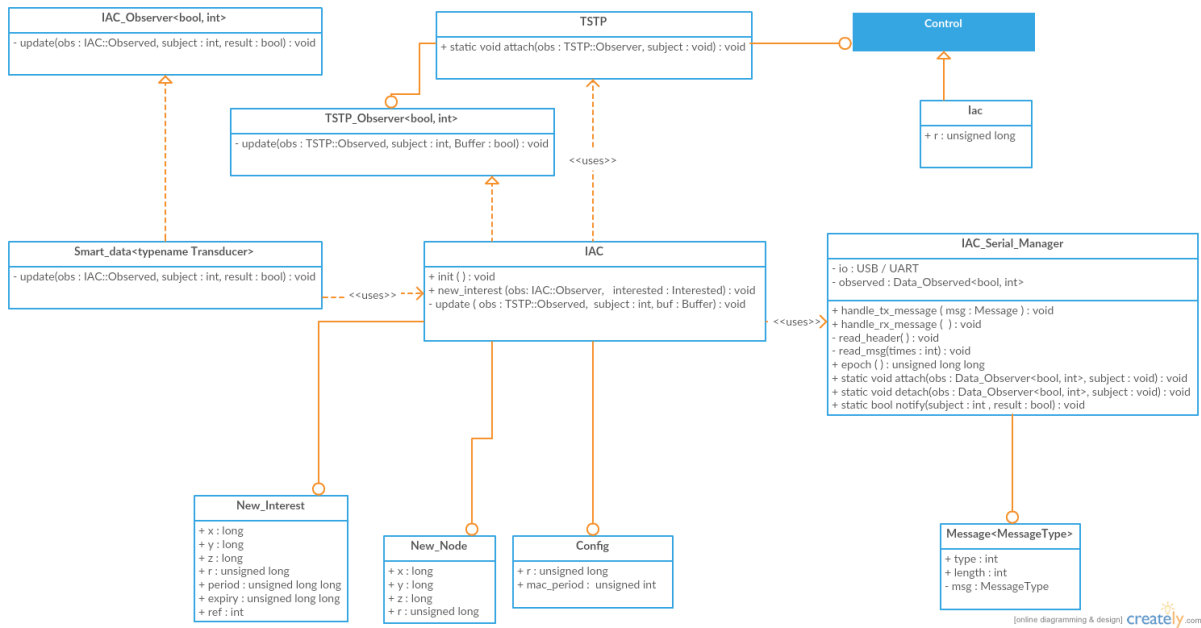 IAC_Observer<bool, int>
- update(obs : IAC::Observed, subject : int, result : bool) : void
TSTP
+ static void attach(obs : TSTP::Observer, subject : void) : void
Control
TSTP_Observer<bool, int>
- update(obs : TSTP::Observed, subject : int, Buffer : bool) : void
Iac
+ r : unsigned long
<<uses>>
Smart_data<typename Transducer>
- update(obs : IAC::Observed, subject : int, result : bool) : void
<<uses>>
IAC
+ init ( ) : void
+ new_interest (obs: IAC::Observer, interested : Interested) : void
- update ( obs : TSTP::Observed, subject : int, buf : Buffer) : void
<<uses>>
IAC_Serial_Manager
- io : USB / UART
- observed : Data_Observed<bool, int>
+ handle_tx_message ( msg : Message ) : void
+ handle_rx_message ( ) : void
- read_header( ) : void
- read_msg(times : int) : void
+ epoch ( ) : unsigned long long
+ static void attach(obs : Data_Observer<bool, int>, subject : void) : void
+ static void detach(obs : Data_Observer<bool, int>, subject : void) : void
+ static bool notify(subject : int , result : bool) : void
New_Interest
+ x : long
+ y : long
+ z : long
+ r : unsigned long
+ period : unsigned long long
+ expiry : unsigned long long
+ ref : int
New_Node
+ x : long
+ y : long
+ z : long
+ r : unsigned long
Config
+ r : unsigned long
+ mac_period : unsigned int
Message<MessageType>
+ type : int
+ length : int
- msg : MessageType
[online diagramming & design] creately.com